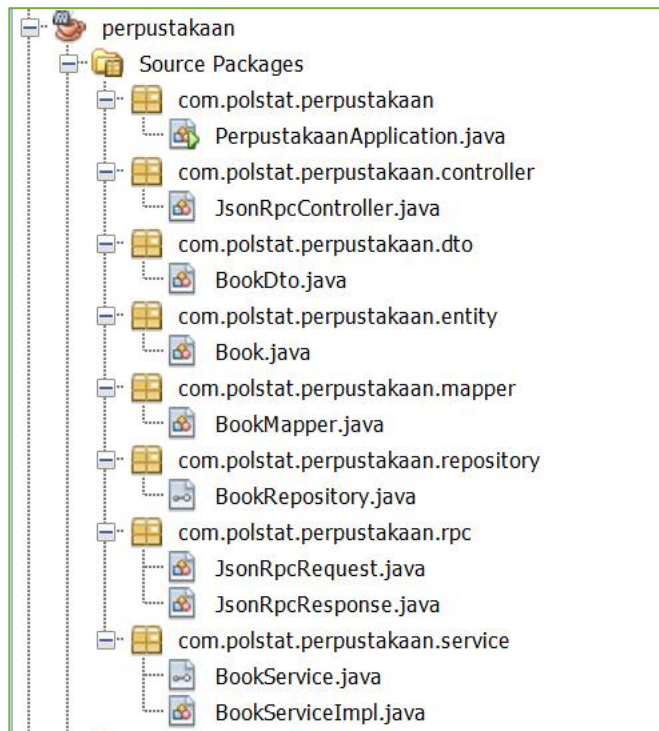 perpustakaan
Source Packages
com.polstat.perpustakaan
PerpustakaanApplication.java
com.polstat.perpustakaan.controller
JsonRpcController.java
com.polstat.perpustakaan.dto
BookDto.java
com.polstat.perpustakaan.entity
Book.java
com.polstat.perpustakaan.mapper
BookMapper.java
com.polstat.perpustakaan.repository
BookRepository.java
com.polstat.perpustakaan.rpc
JsonRpcRequest.java
JsonRpcResponse.java
com.polstat.perpustakaan.service
BookService.java
BookServiceImpl.java